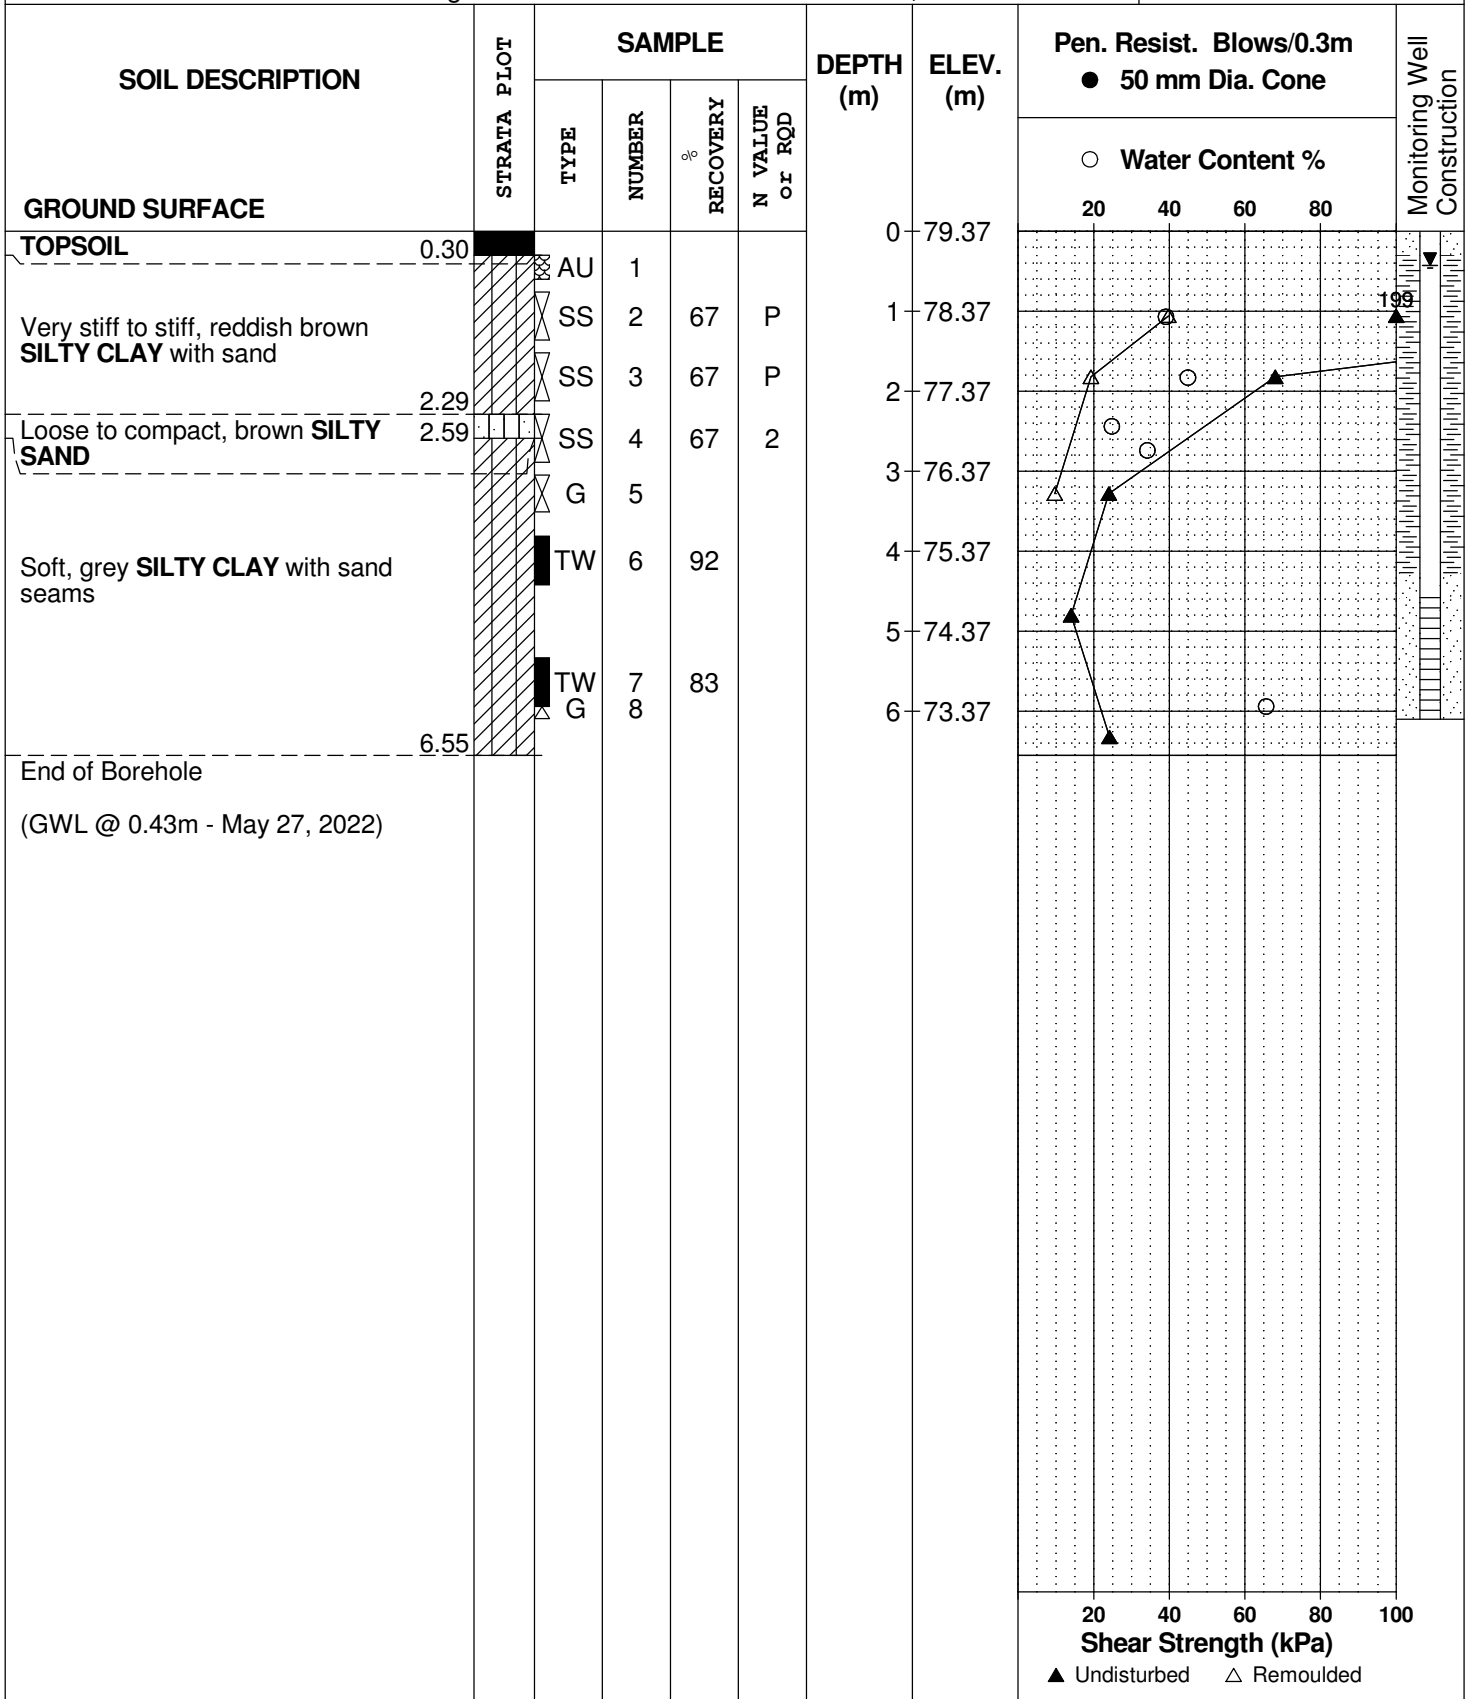 SOIL DESCRIPTION
GROUND SURFACE
STRATA PLOT
SAMPLE
TYPE
NUMBER
%
RECOVERY
N VALUE
or RQD
DEPTH
(m)
ELEV.
(m)
Pen. Resist. Blows/0.3m
● 50 mm Dia. Cone
○ Water Content %
20 40 60 80
Monitoring Well
Construction
0 79.37
TOPSOIL 0.30
AU 1
199
SS 2 67 P
1 78.37
Very stiff to stiff, reddish brown
SILTY CLAY with sand
SS 3 67 P
2 77.37
2.29
Loose to compact, brown SILTY
SAND
2.59
SS 4 67 2
3 76.37
G 5
4 75.37
TW 6 92
Soft, grey SILTY CLAY with sand
seams
5 74.37
TW 7 83
G 8
6 73.37
6.55
End of Borehole
(GWL @ 0.43m - May 27, 2022)
20 40 60 80 100
Shear Strength (kPa)
▲ Undisturbed △ Remoulded